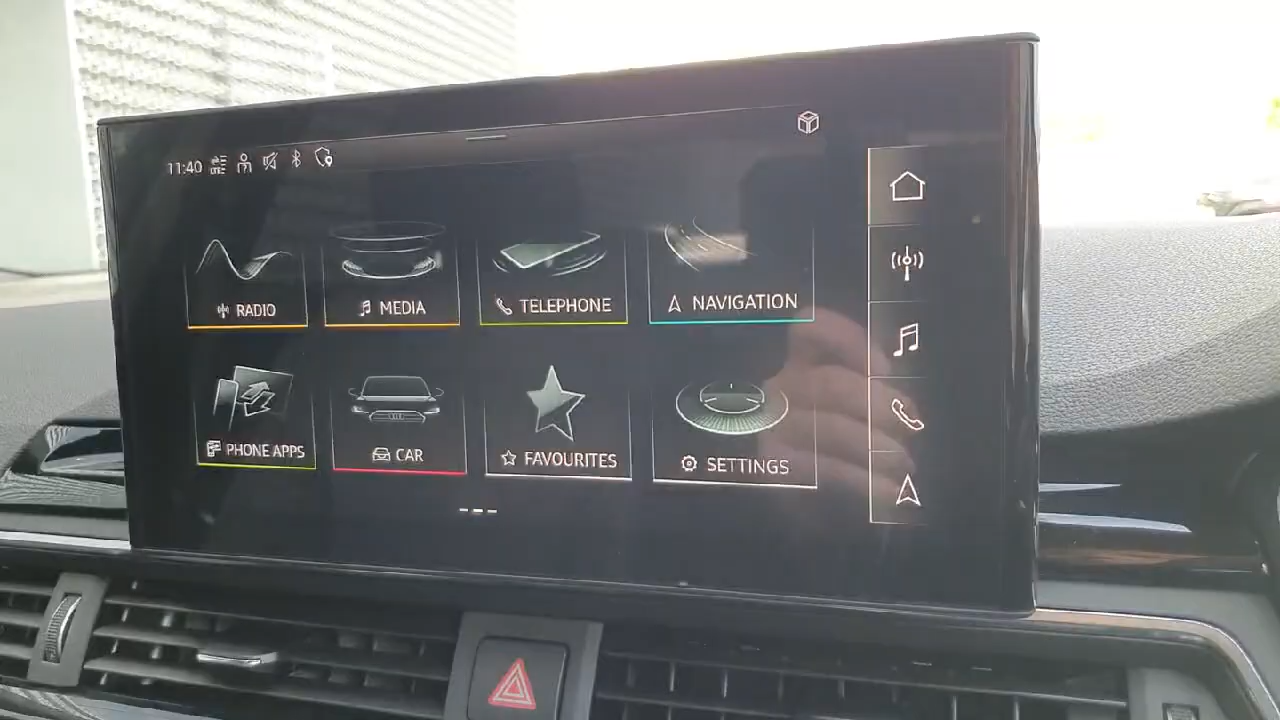 11:40
RADIO
MEDIA
TELEPHONE
NAVIGATION
PHONE APPS
CAR
FAVOURITES
SETTINGS